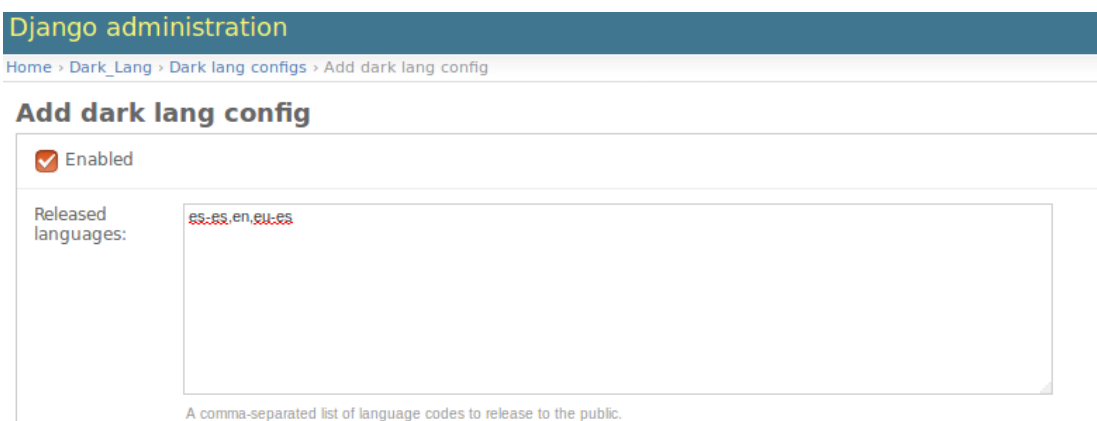 Django administration
Home › Dark_Lang › Dark lang configs › Add dark lang config
Add dark lang config
Enabled
Released
languages:
es-es,en,eu-es
A comma-separated list of language codes to release to the public.